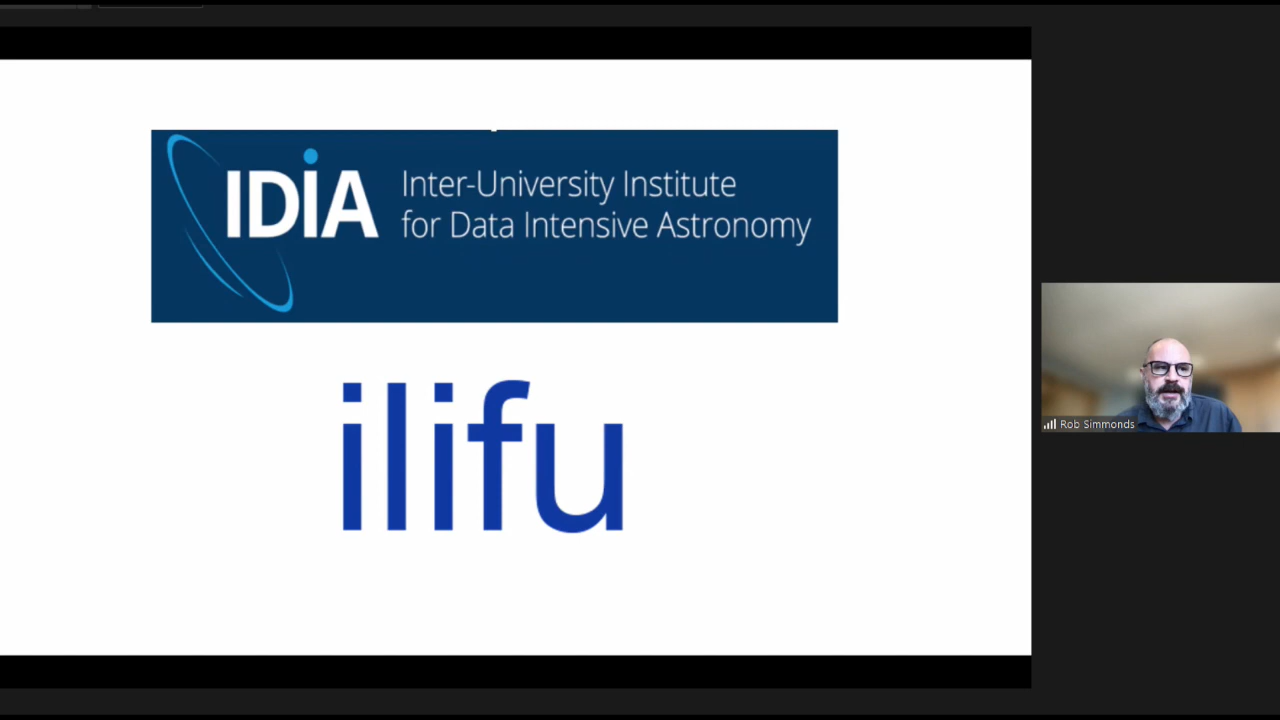 IDIA
Inter-University Institute
for Data Intensive Astronomy
ilifu
Rob Simmonds